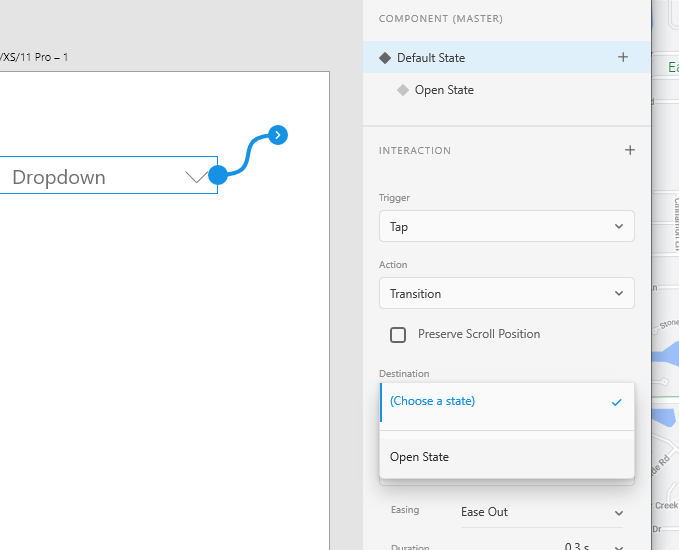 COMPONENT (MASTER)
/XS/11 Pro – 1
Default State
Ea
Open State
INTERACTION
Dropdown
Trigger
Tap
Action
Transition
Preserve Scroll Position
Stone
Destination
(Choose a state)
Open State
de Rd
Creek
Easing
Ease Out
Dr
Duration
0.3 s